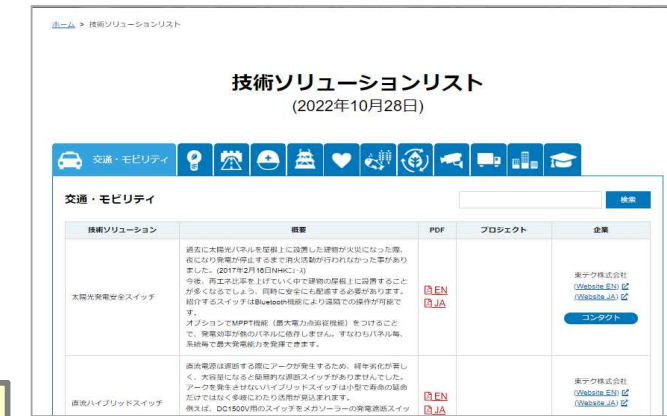 ホーム > 技術ソリューションリスト
技術ソリューションリスト
(2022年10月28日)
交通・モビリティ
交通・モビリティ
検索
技術ソリューション 概要 PDF プロジェクト 企業
太陽光発電安全スイッチ
過去に太陽光パネルを屋根上に設置した建物が火災になった際、
夜になり発電が停止するまで消火活動が行われなかった事があり
ました。(2017年2月16日NHKニュース)
今後、再エネ比率を上げていく中で建物の屋根上に設置すること
が多くなるでしょう、同時に安全にも配慮する必要があります。
紹介するスイッチはBluetooth機能により遠隔での操作が可能で
す。
オプションでMPPT機能(最大電力点追従機能)をつけること
で、発電効率が他のパネルに依存しません。すなわちパネル毎、
系統毎で最大発電能力を発揮できます。
EN
JA
東テク株式会社
(Website EN)
(Website JA)
コンタクト
直流ハイブリッドスイッチ
直流電源は遮断する際にアークが発生するため、経年劣化が著し
く、大容量になると簡易的な遮断スイッチがありませんでした。
アークを発生させないハイブリッドスイッチは小型で寿命の延命
だけではなく多岐にわたり活用が見込まれます。
例えば、DC1500V用のスイッチをメガソーラーの発電遮断スイッ
EN
JA
東テク株式会社
(Website EN)
(Website JA)